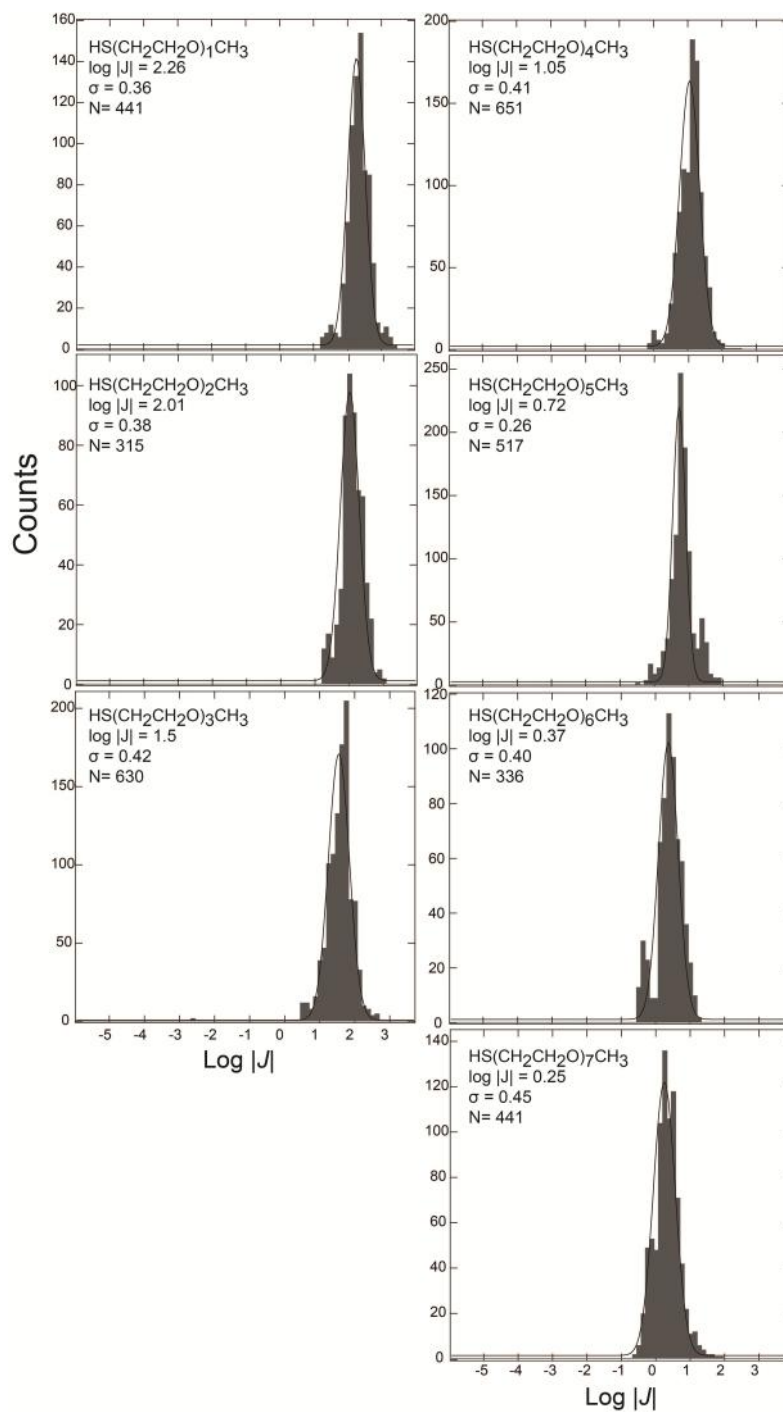 Counts
HS(CH2CH2O)1CH3
log |J| = 2.26
σ = 0.36
N= 441
160
140
120
100
80
60
40
20
0
HS(CH2CH2O)2CH3
log |J| = 2.01
σ = 0.38
N= 315
100
80
60
40
20
0
HS(CH2CH2O)3CH3
log |J| = 1.5
σ = 0.42
N= 630
200
150
100
50
0
-5 -4 -3 -2 -1 0 1 2 3
Log |J|
HS(CH2CH2O)4CH3
log |J| = 1.05
σ = 0.41
N= 651
200
150
100
50
0
HS(CH2CH2O)5CH3
log |J| = 0.72
σ = 0.26
N= 517
250
200
150
100
50
0
HS(CH2CH2O)6CH3
log |J| = 0.37
σ = 0.40
N= 336
120
100
80
60
40
20
0
HS(CH2CH2O)7CH3
log |J| = 0.25
σ = 0.45
N= 441
140
120
100
80
60
40
20
0
-5 -4 -3 -2 -1 0 1 2 3
Log |J|